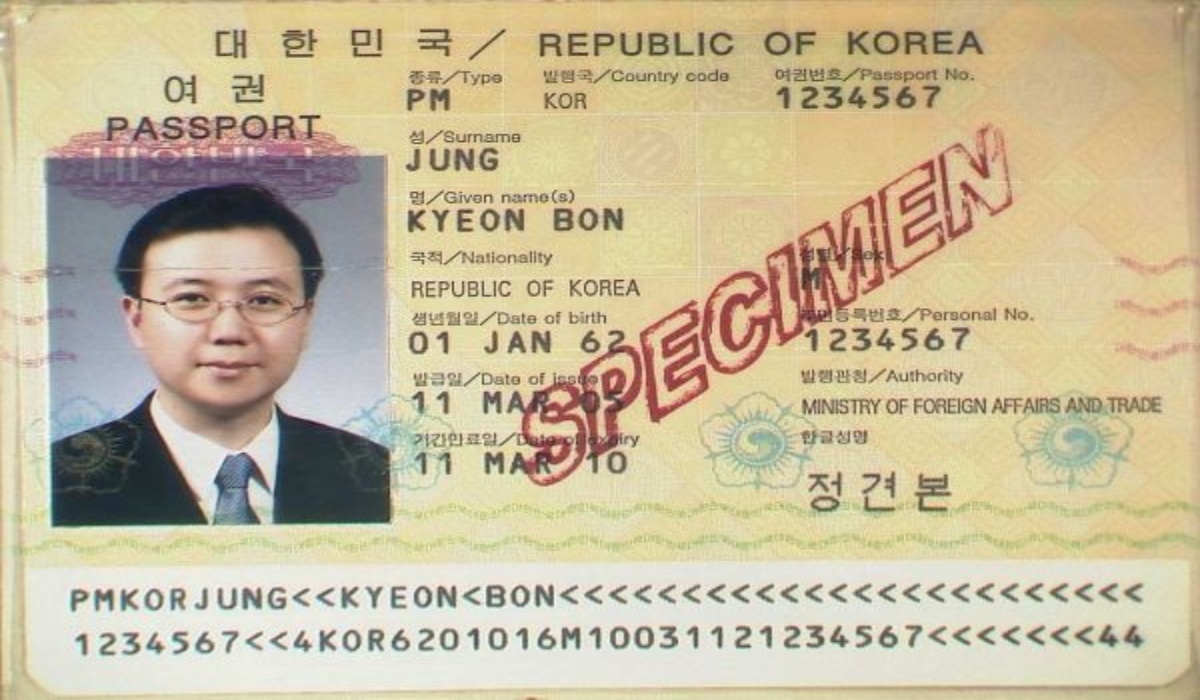 대 한 민 국 / REPUBLIC OF KOREA
여 권
PASSPORT
종류/Type 발행국/Country code 여권번호/Passport No.
PM KOR 1234567
성/Surname
JUNG
명/Given name(s)
KYEON BON
국적/Nationality 성별/Sex
REPUBLIC OF KOREA M
생년월일/Date of birth 주민등록번호/Personal No.
01 JAN 62 1234567
발급일/Date of issue 발행관청/Authority
11 MAR 05 MINISTRY OF FOREIGN AFFAIRS AND TRADE
기간만료일/Date of expiry 한글성명
11 MAR 10 정견본
SPECIMEN
PMKORJUNG<<KYEON<BON<<<<<<<<<<<<<<<<<<<<<<<<
1234567<<4KOR6201016M10031121234567<<<<<<<44